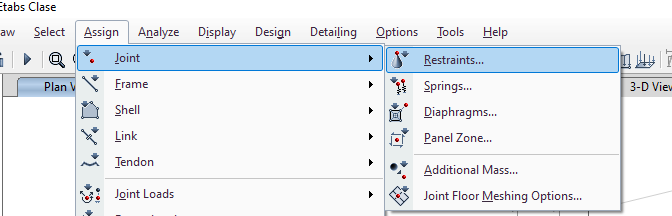 Etabs Clase
aw Select Assign Analyze Display Design Detailing Options Tools Help
Joint
Restraints...
Plan V
Frame
Springs...
3-D View
Shell
Diaphragms...
Link
Panel Zone...
Tendon
Additional Mass...
Joint Loads
Joint Floor Meshing Options...